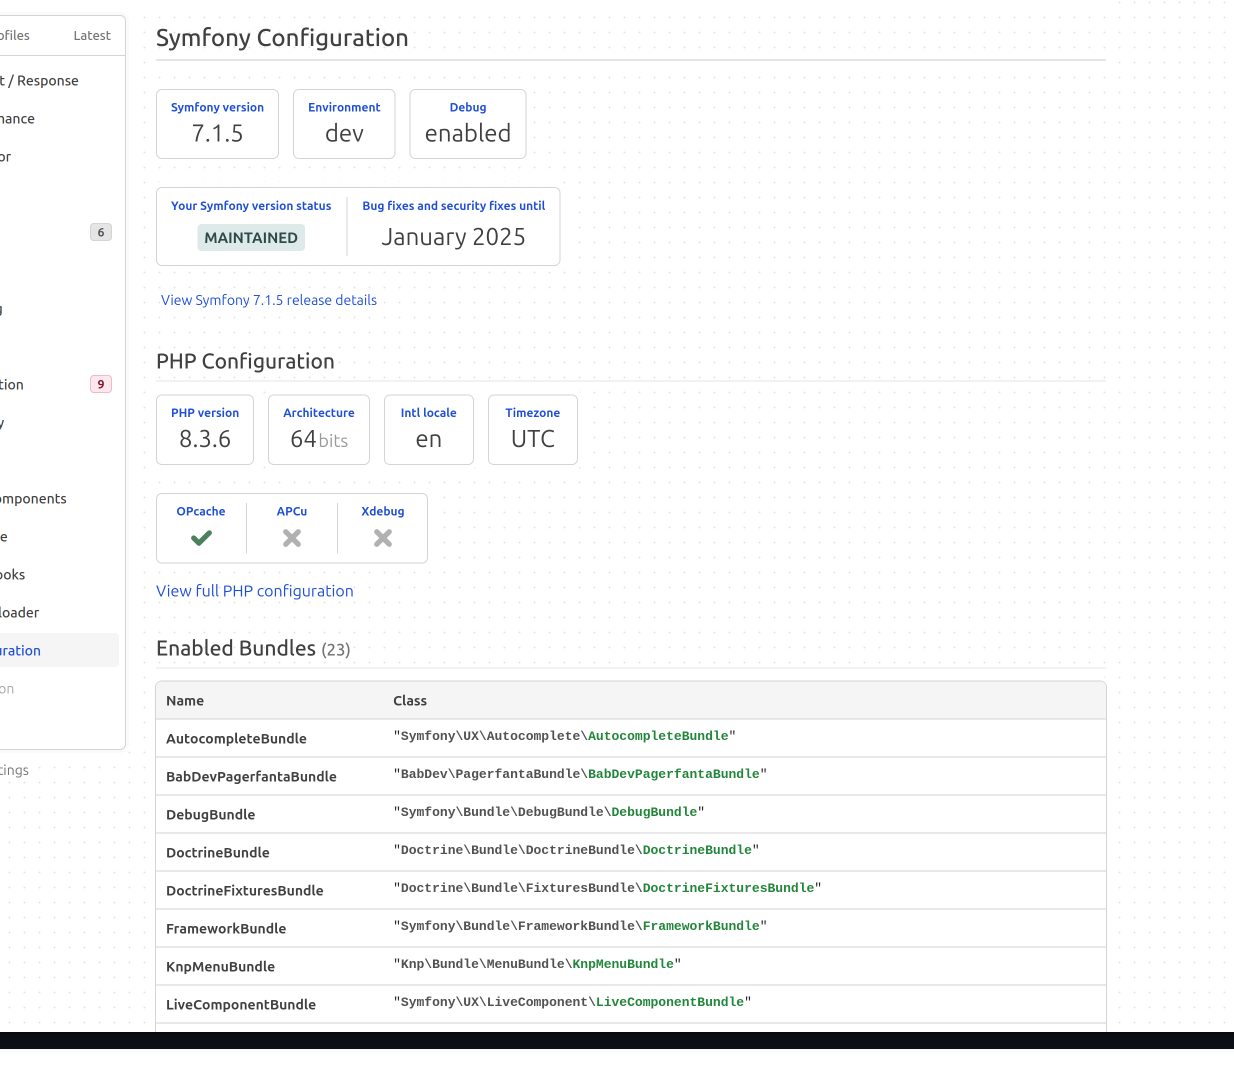 ofiles Latest
t / Response
nance
or
6
g
tion 9
y
omponents
e
ooks
loader
uration
on
tings
Symfony Configuration
Symfony version Environment Debug
7.1.5 dev enabled
Your Symfony version status Bug fixes and security fixes until
MAINTAINED January 2025
View Symfony 7.1.5 release details
PHP Configuration
PHP version Architecture Intl locale Timezone
8.3.6 64 bits en UTC
OPcache APCu Xdebug
View full PHP configuration
Enabled Bundles (23)
Name Class
AutocompleteBundle "Symfony\UX\Autocomplete\AutocompleteBundle"
BabDevPagerfantaBundle "BabDev\PagerfantaBundle\BabDevPagerfantaBundle"
DebugBundle "Symfony\Bundle\DebugBundle\DebugBundle"
DoctrineBundle "Doctrine\Bundle\DoctrineBundle\DoctrineBundle"
DoctrineFixturesBundle "Doctrine\Bundle\FixturesBundle\DoctrineFixturesBundle"
FrameworkBundle "Symfony\Bundle\FrameworkBundle\FrameworkBundle"
KnpMenuBundle "Knp\Bundle\MenuBundle\KnpMenuBundle"
LiveComponentBundle "Symfony\UX\LiveComponent\LiveComponentBundle"